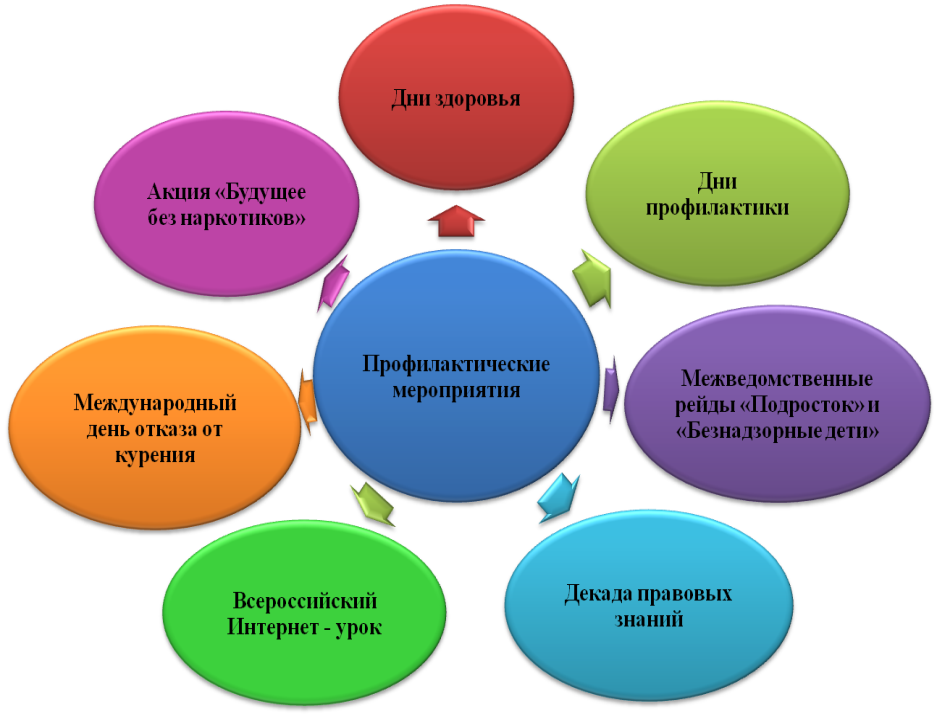 Дни здоровья
Дни
профилактики
Межведомственные
рейды «Подросток» и
«Безнадзорные дети»
Декада правовых
знаний
Всероссийский
Интернет - урок
Международный
день отказа от
курения
Акция «Будущее
без наркотиков»
Профилактические
мероприятия